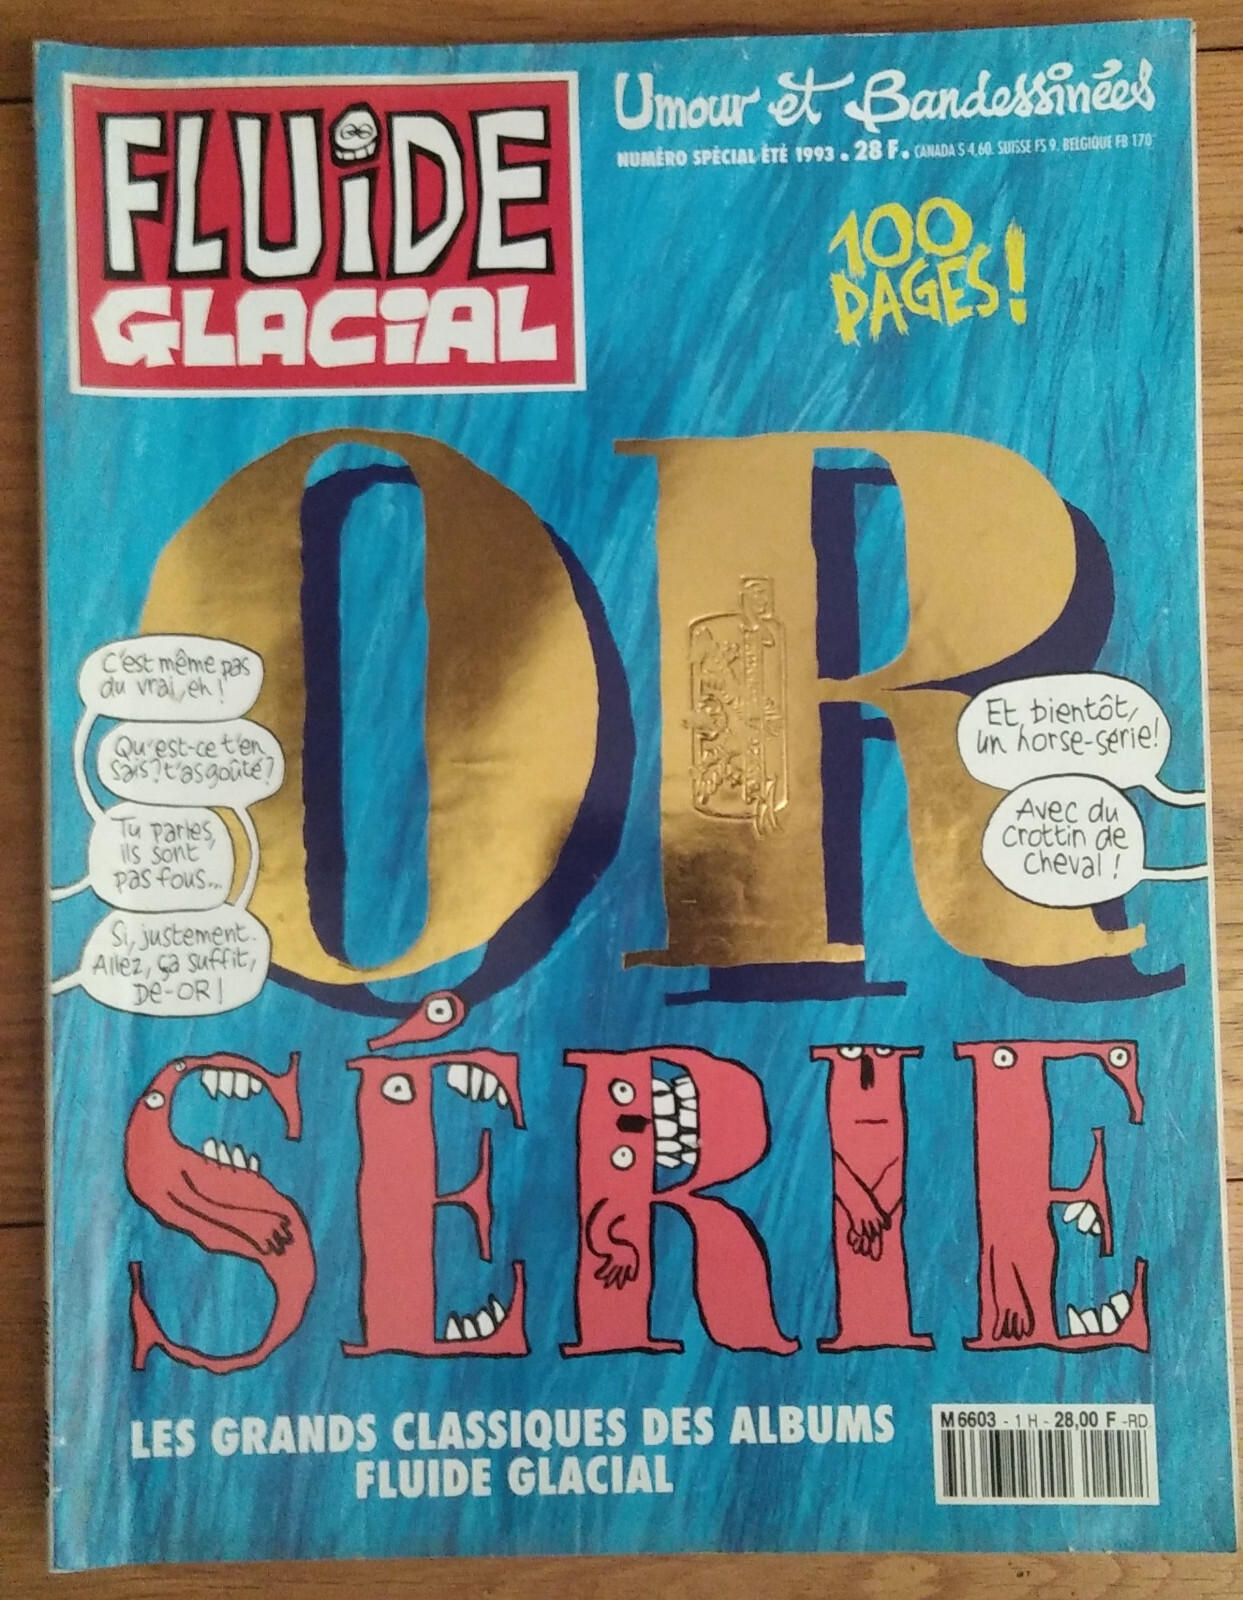 FLUiDE
GLACiAL
Umour et Bandessinées
NUMÉRO SPÉCIAL ÉTÉ 1993 . 28 F. CANADA $ 4,60. SUISSE FS 9. BELGIQUE FB 170
100
PAGES!
OR
C'est même pas
du vrai, eh !
Qu'est-ce t'en
sais ? t'as goûté ?
Tu parles,
ils sont
pas fous...
Si, justement.
Allez, ça suffit,
De-OR !
Et, bientôt,
un horse-série !
Avec du
crottin de
cheval !
SÉRIE
LES GRANDS CLASSIQUES DES ALBUMS
FLUIDE GLACIAL
M 6603 - 1 H - 28,00 F -RD